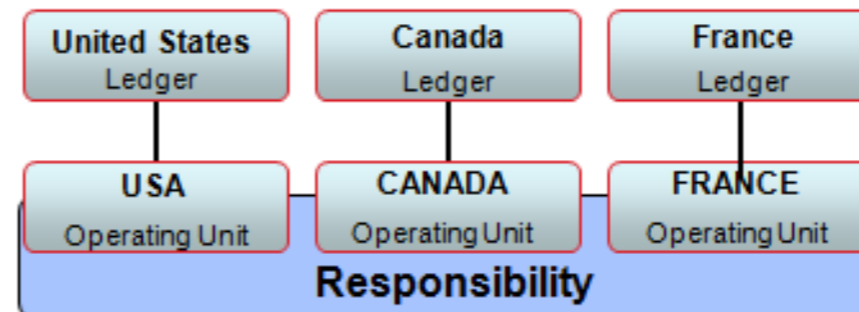 United States
Ledger
Canada
Ledger
France
Ledger
USA
Operating Unit
CANADA
Operating Unit
FRANCE
Operating Unit
Responsibility